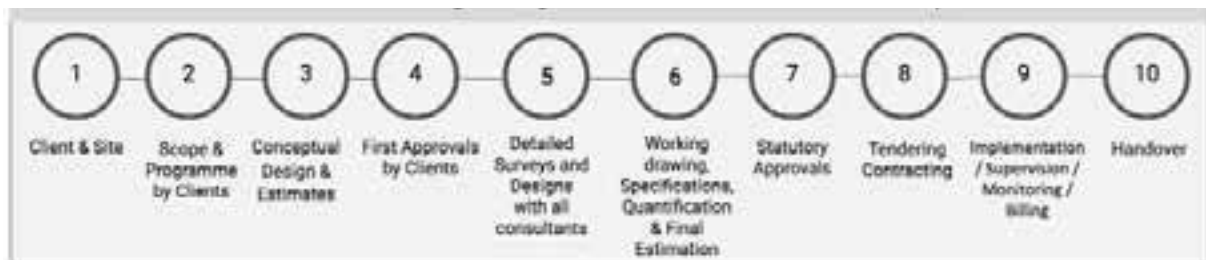 1
2
3
4
5
6
7
8
9
10
Client & Site
Scope &
Programme
by Clients
Conceptual
Design &
Estimates
First Approvals
by Clients
Detailed
Surveys and
Designs
with all
consultants
Working
drawing,
Specifications,
Quantification
& Final
Estimation
Statutory
Approvals
Tendering
Contracting
Implementation
/ Supervision /
Monitoring /
Billing
Handover